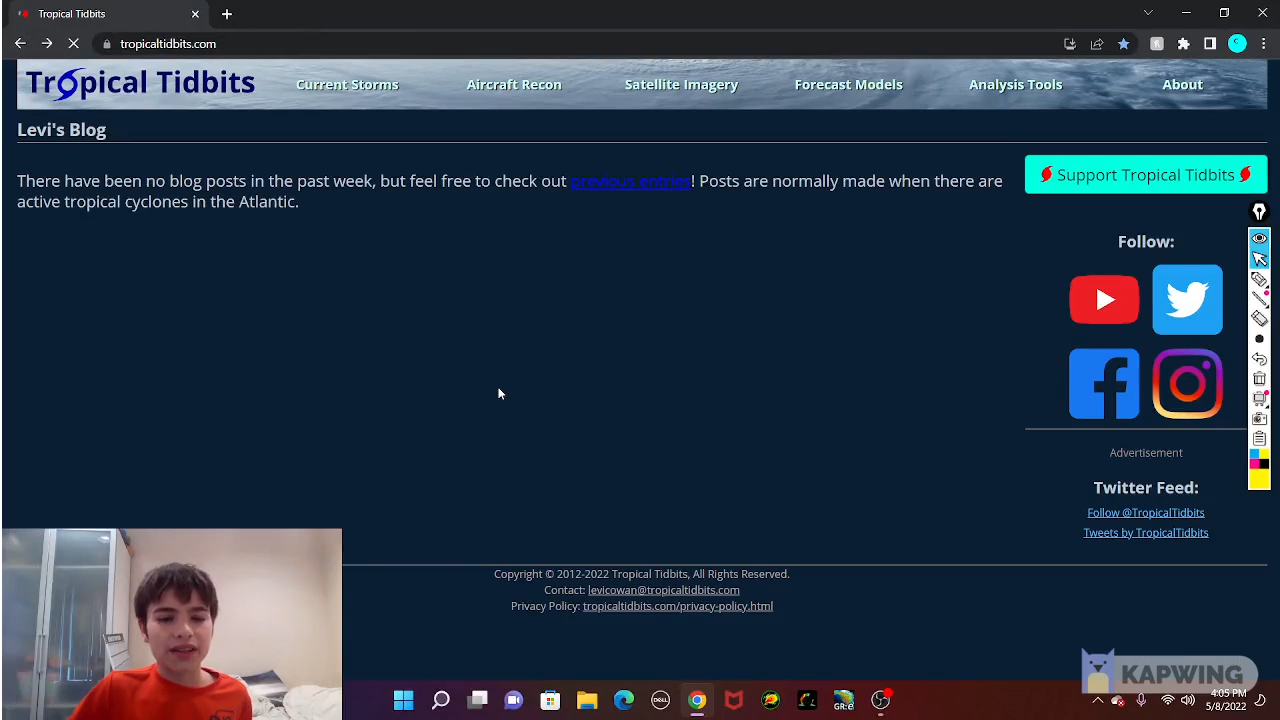 Tropical Tidbits
tropicaltidbits.com
Tropical Tidbits
Current Storms
Aircraft Recon
Satellite Imagery
Forecast Models
Analysis Tools
About
Levi's Blog
There have been no blog posts in the past week, but feel free to check out previous entries! Posts are normally made when there are
active tropical cyclones in the Atlantic.
Support Tropical Tidbits
Follow:
Advertisement
Twitter Feed:
Follow @TropicalTidbits
Tweets by TropicalTidbits
Copyright © 2012-2022 Tropical Tidbits, All Rights Reserved.
Contact: levicowan@tropicaltidbits.com
Privacy Policy: tropicaltidbits.com/privacy-policy.html
KAPWING
DELL
GR2
4:05 PM
5/8/2022